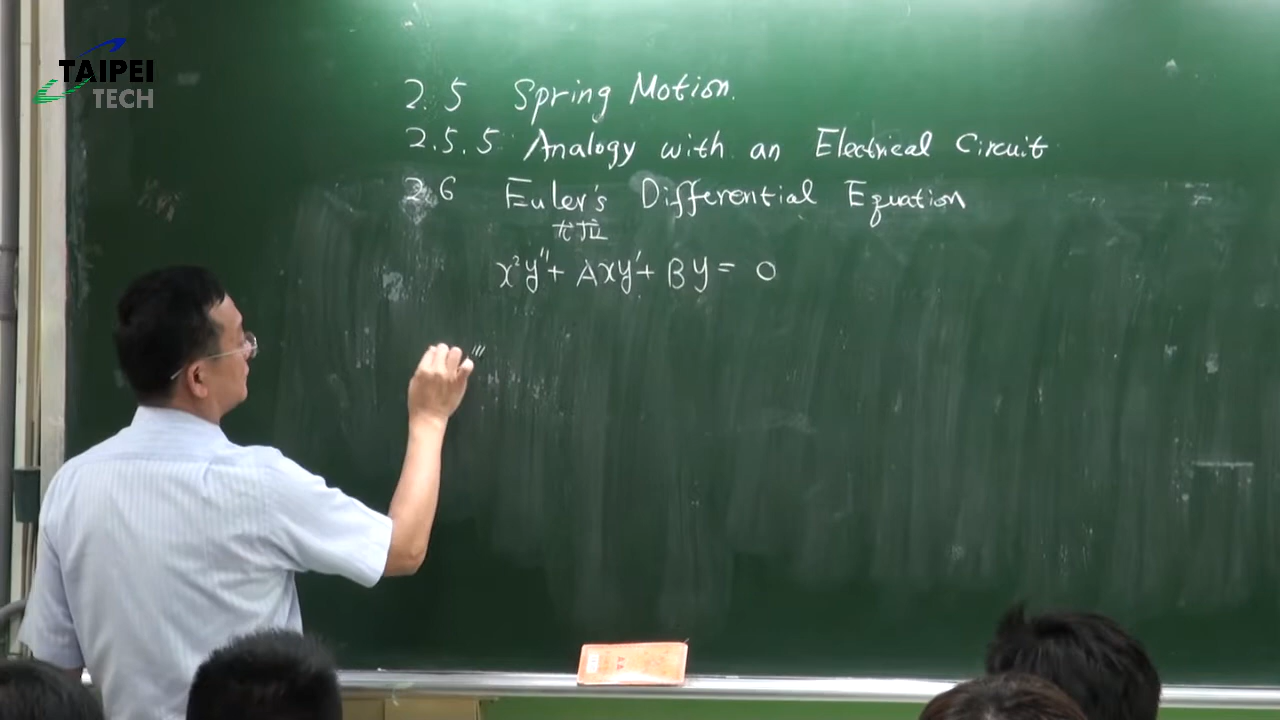 TAIPEI
TECH
2.5 Spring Motion.
2.5.5 Analogy with an Electrical Circuit
2.6 Euler's Differential Equation
尤拉
x²y"+ Axy'+ By = 0
"